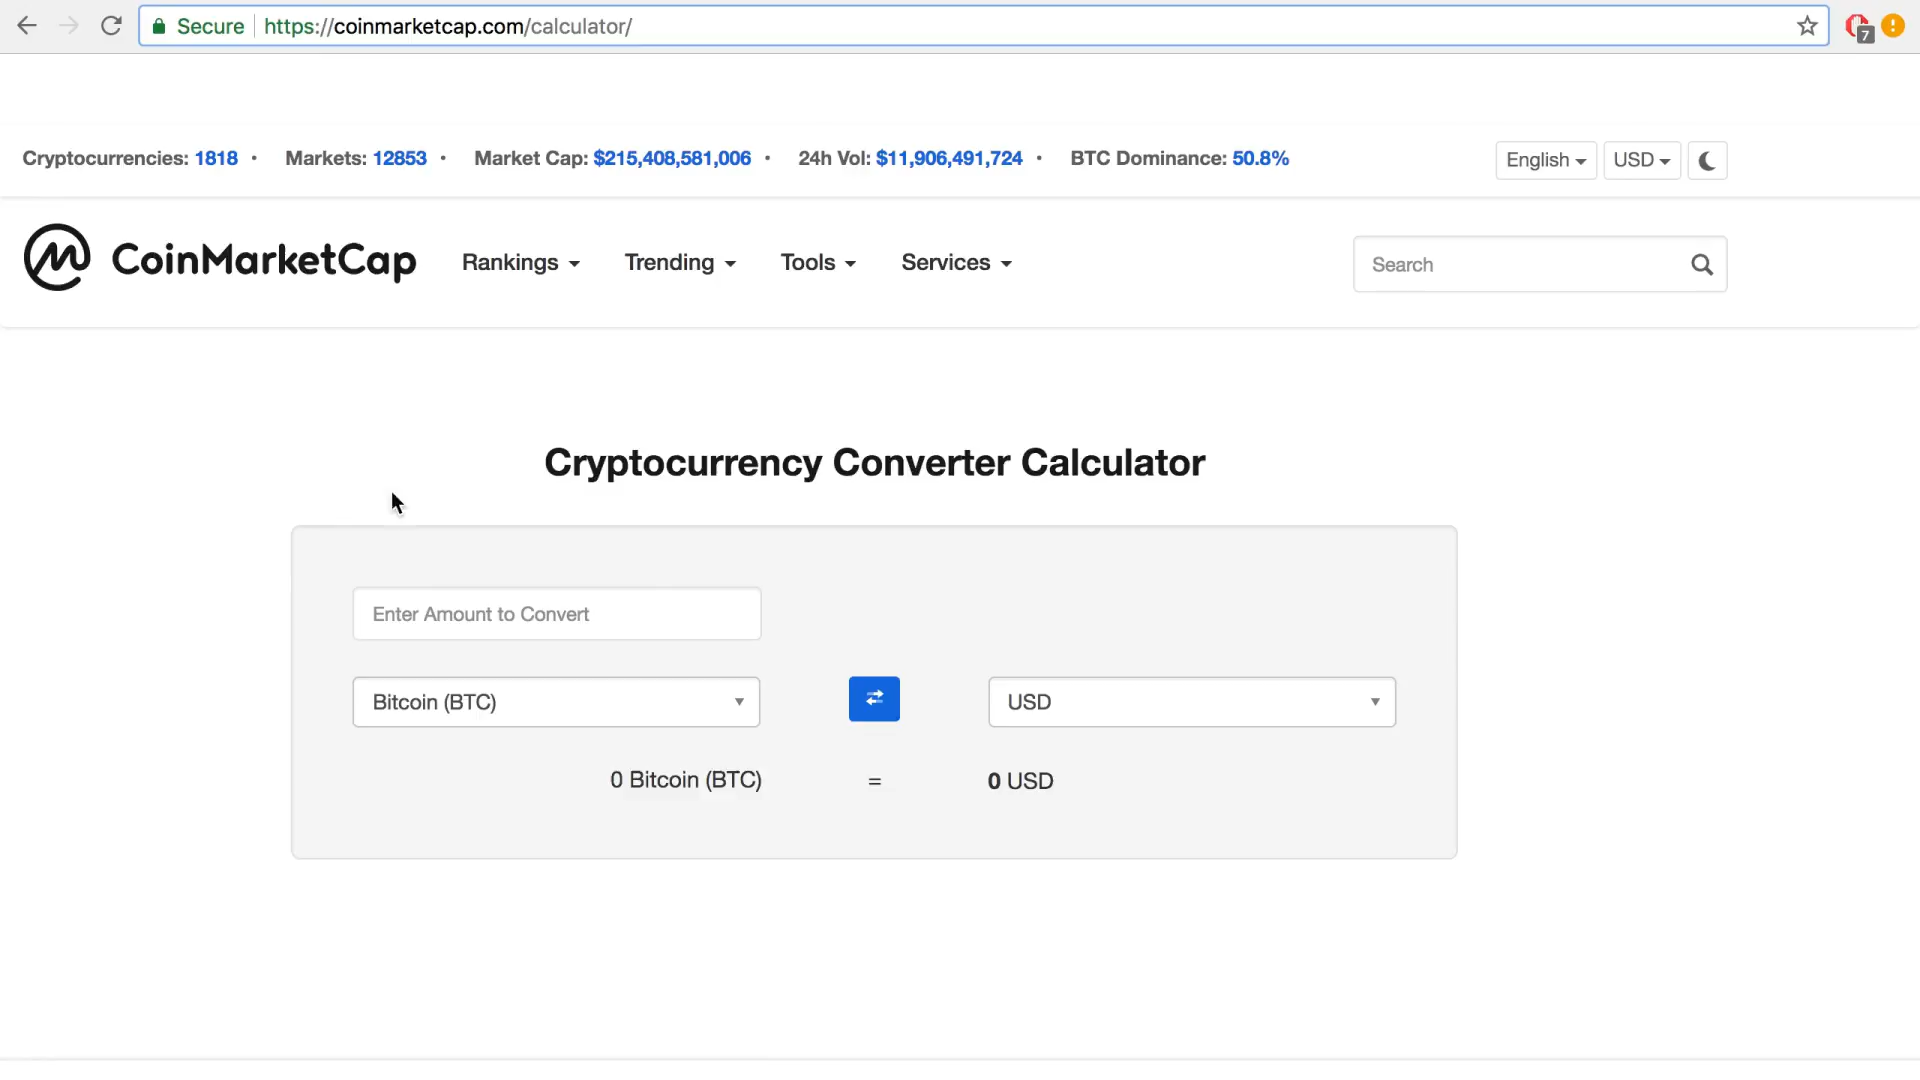 Secure https://coinmarketcap.com/calculator/
7
Cryptocurrencies: 1818 • Markets: 12853 • Market Cap: $215,408,581,006 • 24h Vol: $11,906,491,724 • BTC Dominance: 50.8% English USD
CoinMarketCap Rankings Trending Tools Services Search
Cryptocurrency Converter Calculator
Enter Amount to Convert
Bitcoin (BTC) USD
0 Bitcoin (BTC) = 0 USD